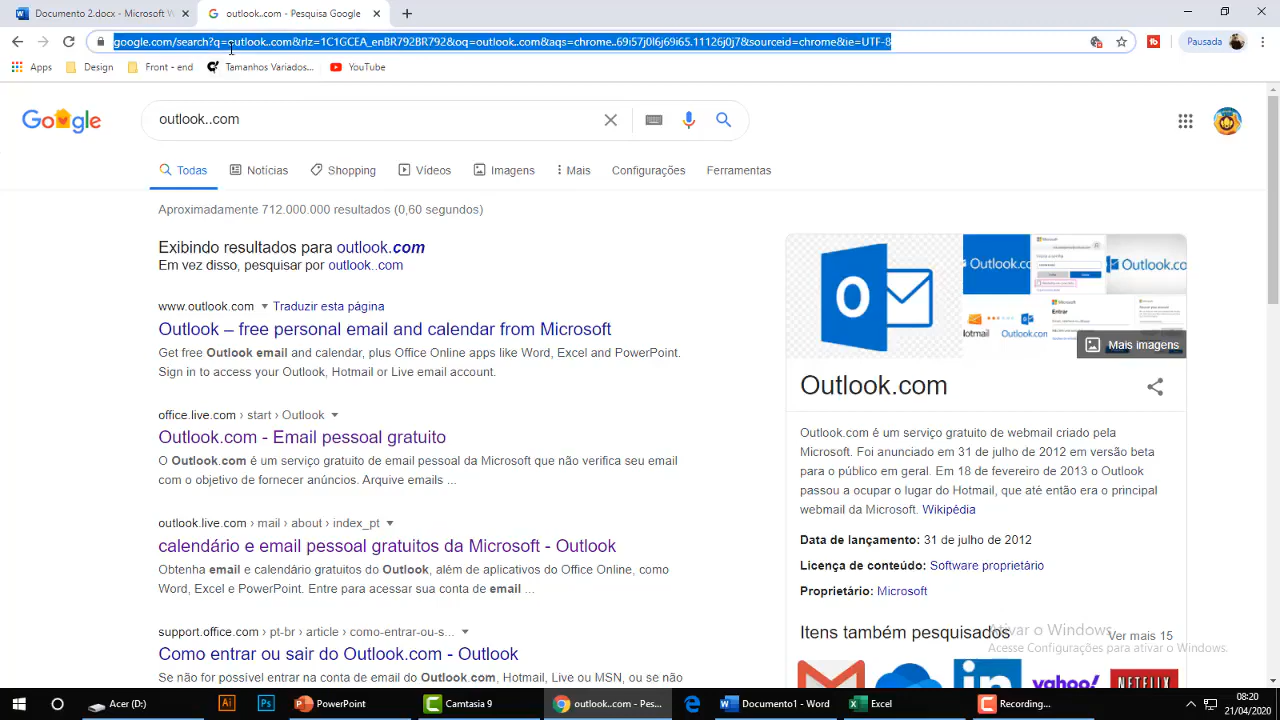 Documento 2.docx - Microsoft W
outlook..com - Pesquisa Google
google.com/search?q=outlook..com&rlz=1C1GCEA_enBR792BR792&oq=outlook..com&aqs=chrome..69i57j0l6j69i65.11126j0j7&sourceid=chrome&ie=UTF-8
Pausada
Apps
Design
Front - end
Tamanhos Variados...
YouTube
Google
outlook..com
Todas
Notícias
Shopping
Vídeos
Imagens
Mais
Configurações
Ferramentas
Aproximadamente 712.000.000 resultados (0,60 segundos)
Exibindo resultados para outlook.com
Em vez disso, pesquisar por outlook..com
www.outlook.com Traduzir esta página
Outlook – free personal email and calendar from Microsoft
Get free Outlook email and calendar, plus Office Online apps like Word, Excel and PowerPoint.
Sign in to access your Outlook, Hotmail or Live email account.
office.live.com › start › Outlook
Outlook.com - Email pessoal gratuito
O Outlook.com é um serviço gratuito de email pessoal da Microsoft que não verifica seu email
com o objetivo de fornecer anúncios. Arquive emails ...
outlook.live.com › mail › about › index_pt
calendário e email pessoal gratuitos da Microsoft - Outlook
Obtenha email e calendário gratuitos do Outlook, além de aplicativos do Office Online, como
Word, Excel e PowerPoint. Entre para acessar sua conta de email ...
support.office.com › pt-br › article › como-entrar-ou-s...
Como entrar ou sair do Outlook.com - Outlook
Se não for possível entrar na conta de email do Outlook.com, Hotmail, Live ou MSN, ou se não
Mais imagens
Outlook.com
Outlook.com é um serviço gratuito de webmail criado pela
Microsoft. Foi anunciado em 31 de julho de 2012 em versão beta
para o público em geral. Em 18 de fevereiro de 2013 o Outlook
passou a ocupar o lugar do Hotmail, que até então era o principal
webmail da Microsoft. Wikipédia
Data de lançamento: 31 de julho de 2012
Licença de conteúdo: Software proprietário
Proprietário: Microsoft
Itens também pesquisados
Ver mais 15
Ativar o Windows
Acesse Configurações para ativar o Windows.
yahoo!
NETFLIX
Acer (D:)
PowerPoint
Camtasia 9
outlook..com - Pes...
Documento1 - Word
Excel
Recording...
08:20
21/04/2020